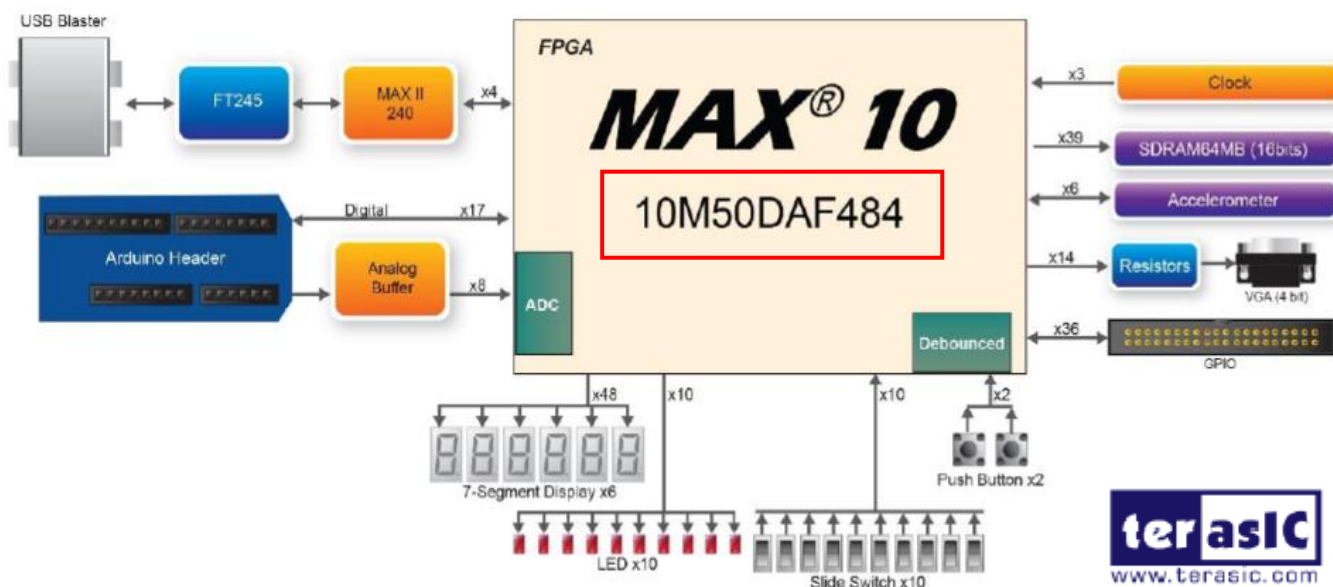 USB Blaster
FT245
MAX II
240
x4
FPGA
MAX® 10
10M50DAF484
x3
Clock
x39
SDRAM64MB (16bits)
x6
Accelerometer
x14
Resistors
VGA (4 bit)
x36
GPIO
Arduino Header
Digital
x17
Analog
Buffer
x8
ADC
Debounced
x48
x10
x10
x2
7-Segment Display x6
Push Button x2
LED x10
Slide Switch x10
terasIC
www.terasic.com